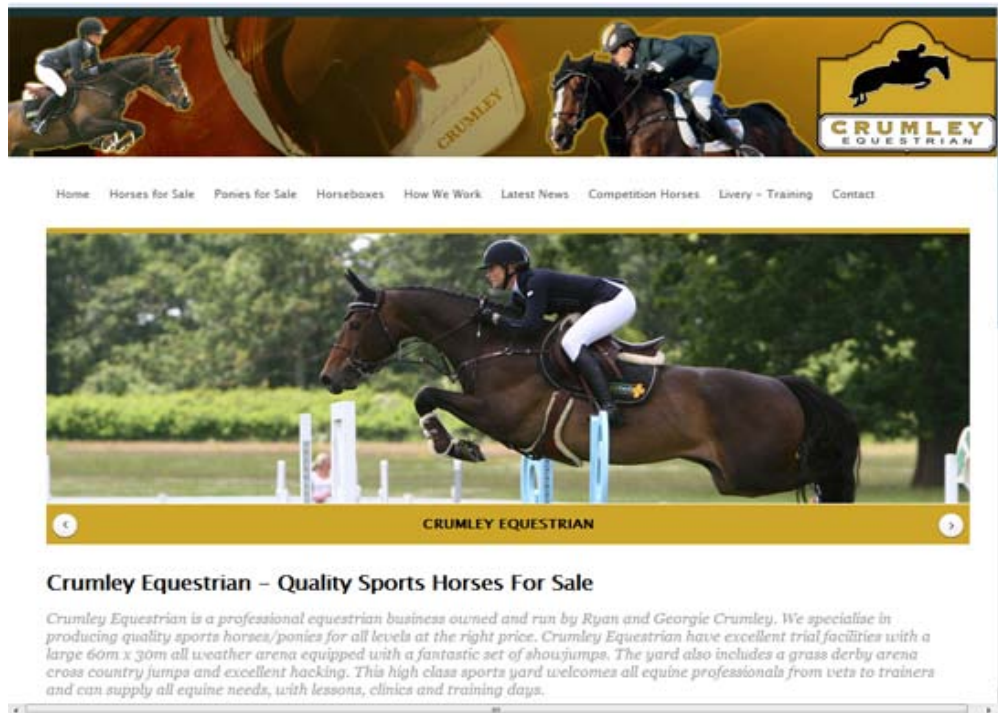 CRUMLEY
CRUMLEY
EQUESTRIAN
Home Horses for Sale Ponies for Sale Horseboxes How We Work Latest News Competition Horses Livery - Training Contact
CRUMLEY EQUESTRIAN
Crumley Equestrian – Quality Sports Horses For Sale
Crumley Equestrian is a professional equestrian business owned and run by Ryan and Georgie Crumley. We specialise in
producing quality sports horses/ponies for all levels at the right price. Crumley Equestrian have excellent trial facilities with a
large 60m x 30m all weather arena equipped with a fantastic set of showjumps. The yard also includes a grass derby arena
cross country jumps and excellent hacking. This high class sports yard welcomes all equine professionals from vets to trainers
and can supply all equine needs, with lessons, clinics and training days.